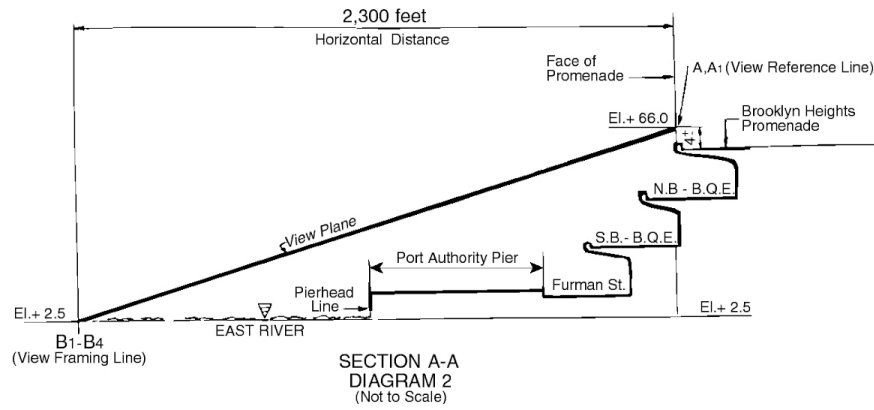 2,300 feet
Horizontal Distance
Face of
Promenade
A,A1 (View Reference Line)
El.+ 66.0
4±
Brooklyn Heights
Promenade
N.B - B.Q.E.
View Plane
S.B.- B.Q.E.
Port Authority Pier
Pierhead
Line
Furman St.
El.+ 2.5
El.+ 2.5
EAST RIVER
B1-B4
(View Framing Line)
SECTION A-A
DIAGRAM 2
(Not to Scale)